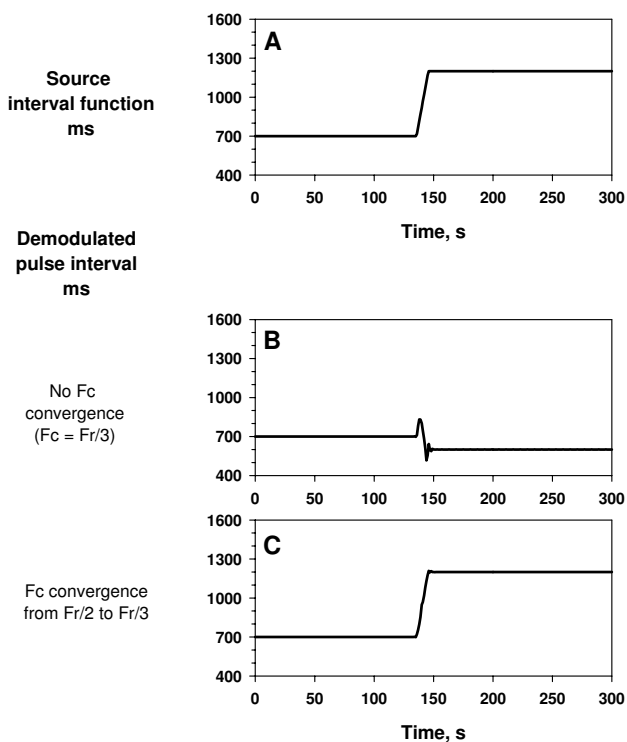 A
1600
1300
1000
700
400
Source
interval function
ms
0 50 100 150 200 250 300
Time, s
Demodulated
pulse interval
ms
B
1600
1300
1000
700
400
No Fc
convergence
(Fc = Fr/3)
0 50 100 150 200 250 300
C
1600
1300
1000
700
400
Fc convergence
from Fr/2 to Fr/3
0 50 100 150 200 250 300
Time, s